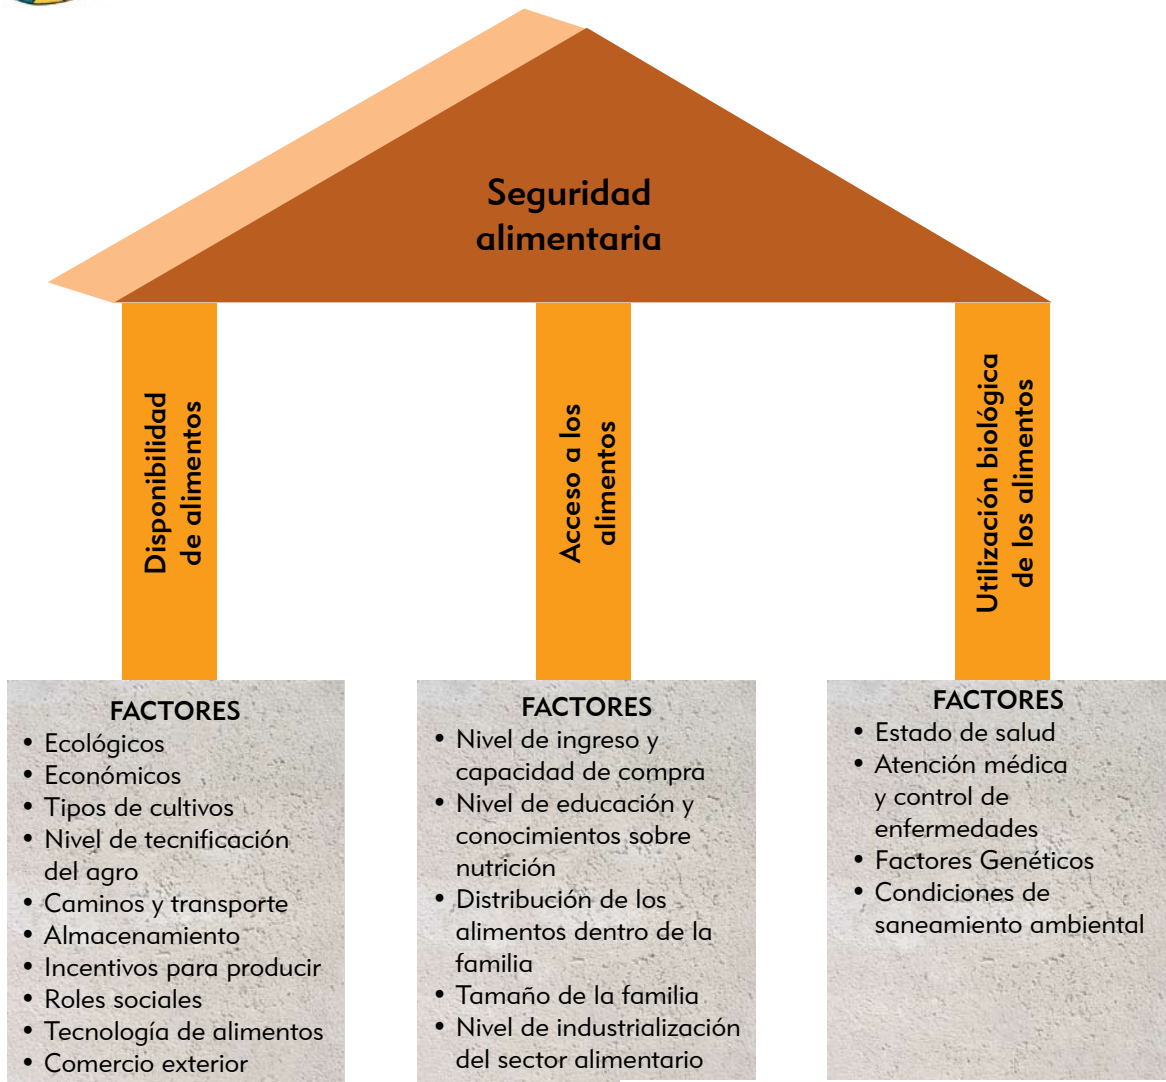 Seguridad
alimentaria
Disponibilidad
de alimentos
Acceso a los
alimentos
Utilización biológica
de los alimentos
FACTORES
• Ecológicos
• Económicos
• Tipos de cultivos
• Nivel de tecnificación
del agro
• Caminos y transporte
• Almacenamiento
• Incentivos para producir
• Roles sociales
• Tecnología de alimentos
• Comercio exterior
FACTORES
• Nivel de ingreso y
capacidad de compra
• Nivel de educación y
conocimientos sobre
nutrición
• Distribución de los
alimentos dentro de la
familia
• Tamaño de la familia
• Nivel de industrialización
del sector alimentario
FACTORES
• Estado de salud
• Atención médica
y control de
enfermedades
• Factores Genéticos
• Condiciones de
saneamiento ambiental